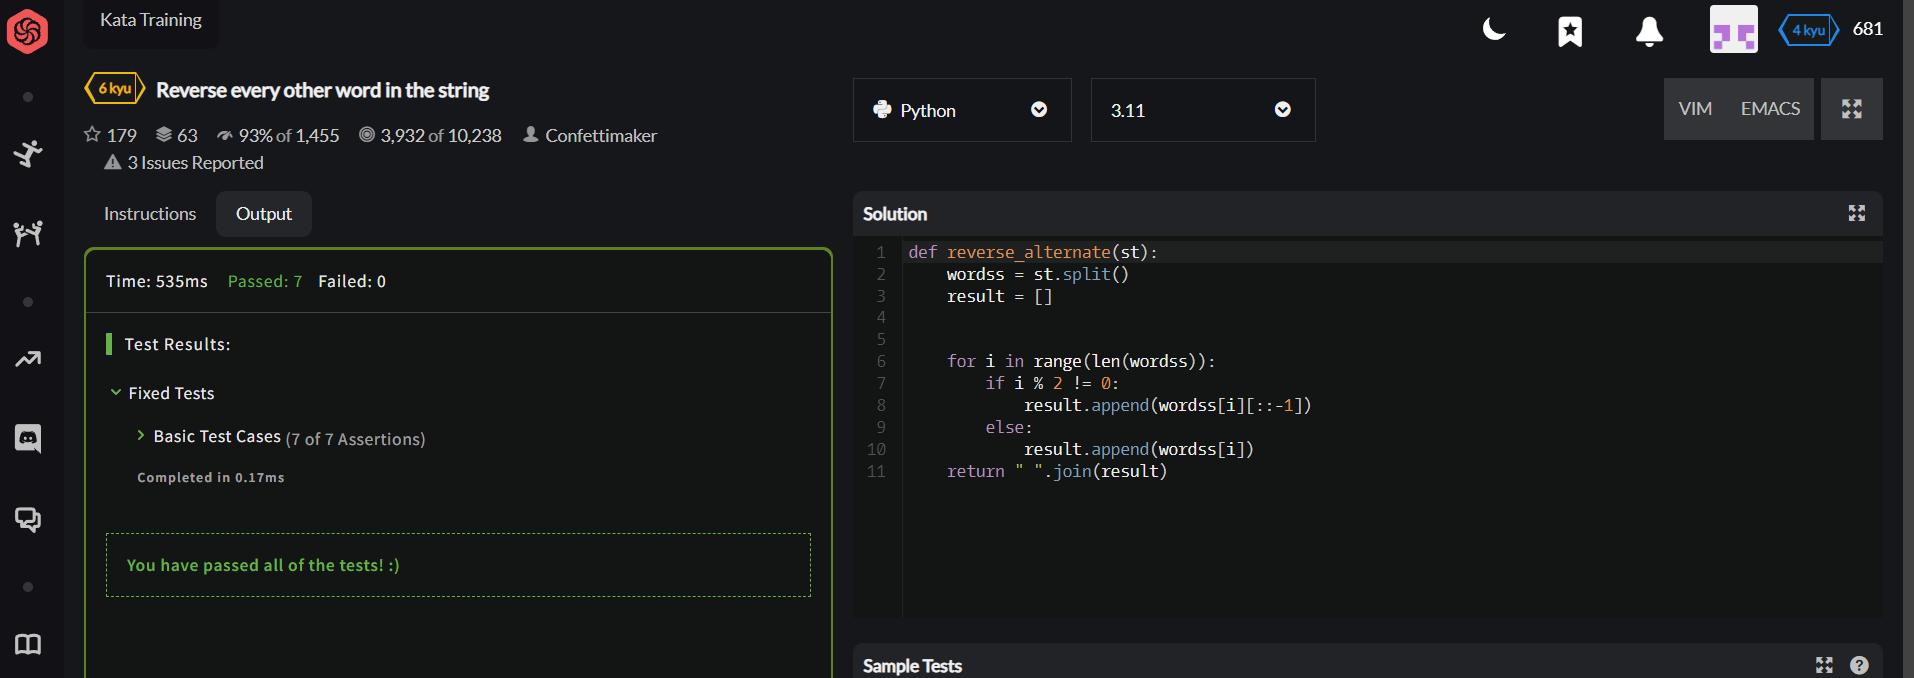 Kata Training
4 kyu 681
6 kyu Reverse every other word in the string
179 63 93% of 1,455 3,932 of 10,238 Confettimaker
3 Issues Reported
Python 3.11 VIM EMACS
Instructions Output
Time: 535ms Passed: 7 Failed: 0
Test Results:
Fixed Tests
Basic Test Cases (7 of 7 Assertions)
Completed in 0.17ms
You have passed all of the tests! :)
Solution
1 def reverse_alternate(st):
2     wordss = st.split()
3     result = []
4
5
6     for i in range(len(wordss)):
7         if i % 2 != 0:
8             result.append(wordss[i][::-1])
9         else:
10             result.append(wordss[i])
11     return " ".join(result)
Sample Tests ?